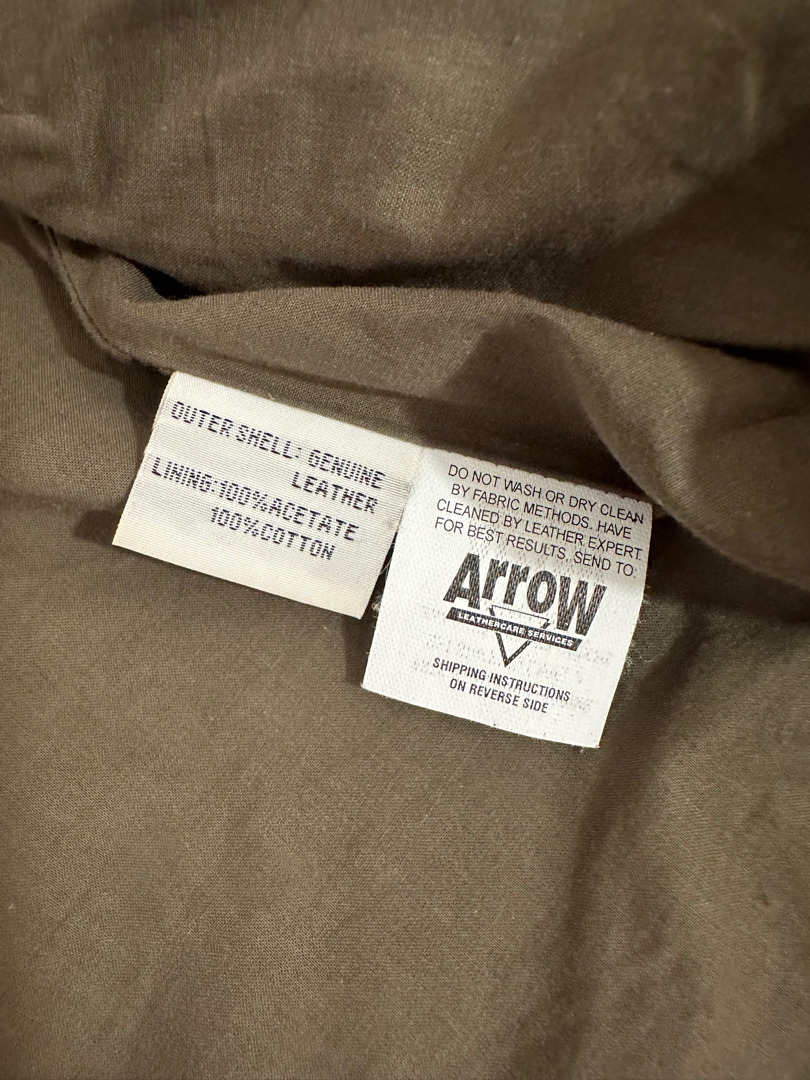 OUTER SHELL: GENUINE
LEATHER
LINING:100%ACETATE
100%COTTON
DO NOT WASH OR DRY CLEAN
BY FABRIC METHODS. HAVE
CLEANED BY LEATHER EXPERT.
FOR BEST RESULTS, SEND TO:
Arrow
LEATHERCARE SERVICES
SHIPPING INSTRUCTIONS
ON REVERSE SIDE